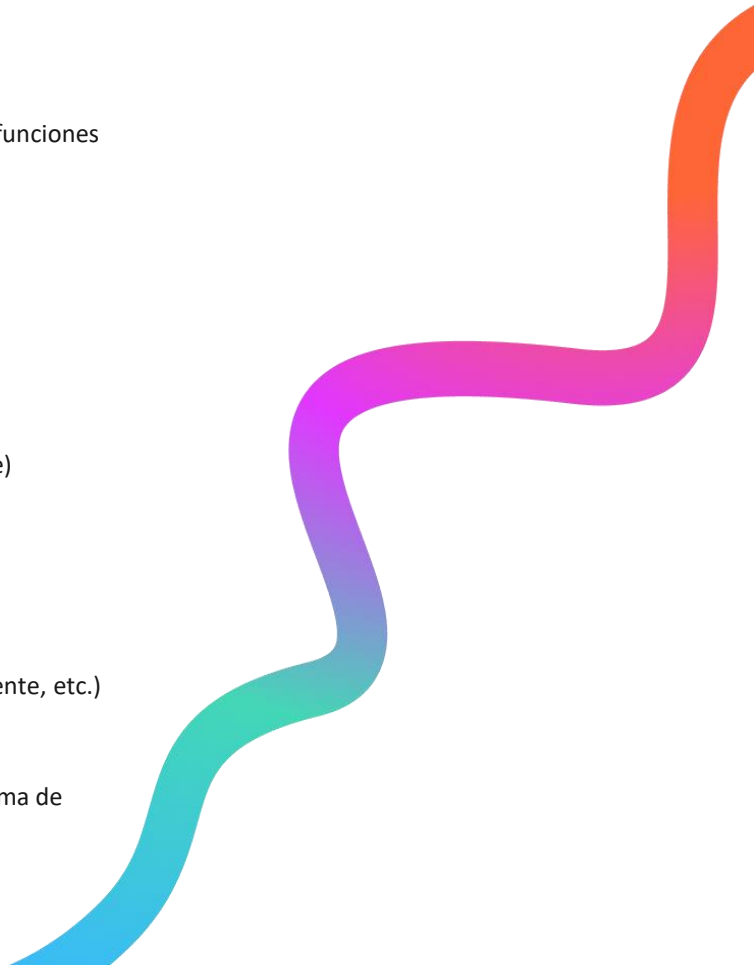 funciones
e)
ente, etc.)
ma de